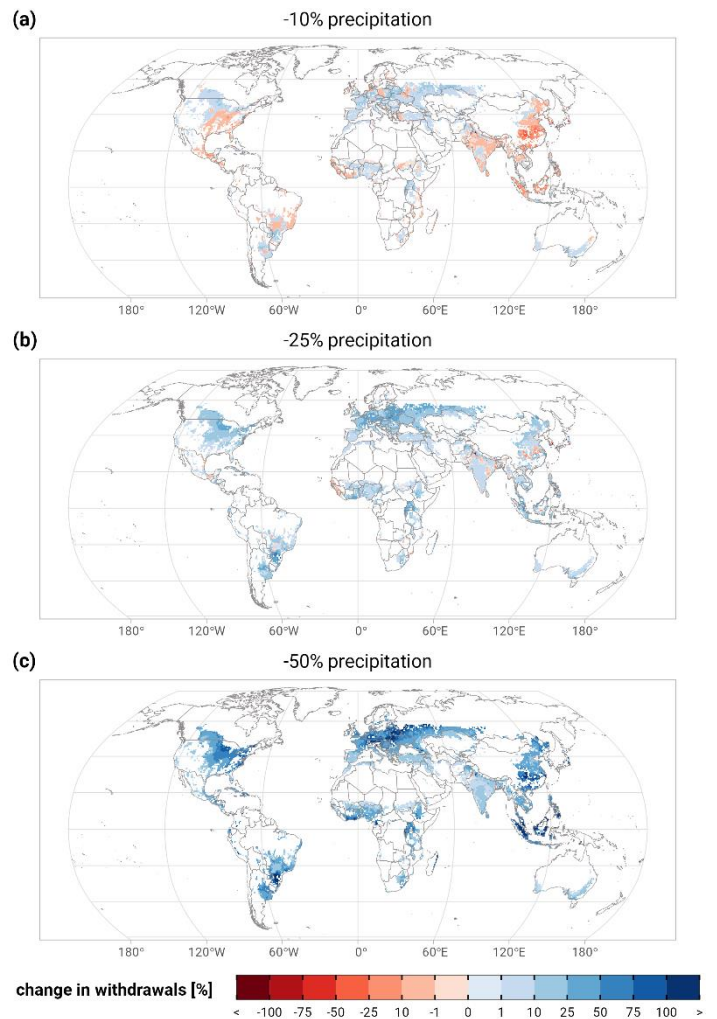 (a)
-10% precipitation
180° 120°W 60°W 0° 60°E 120°E 180°
(b)
-25% precipitation
180° 120°W 60°W 0° 60°E 120°E 180°
(c)
-50% precipitation
180° 120°W 60°W 0° 60°E 120°E 180°
change in withdrawals [%]
< -100 -75 -50 -25 10 -1 0 1 10 25 50 75 100 >